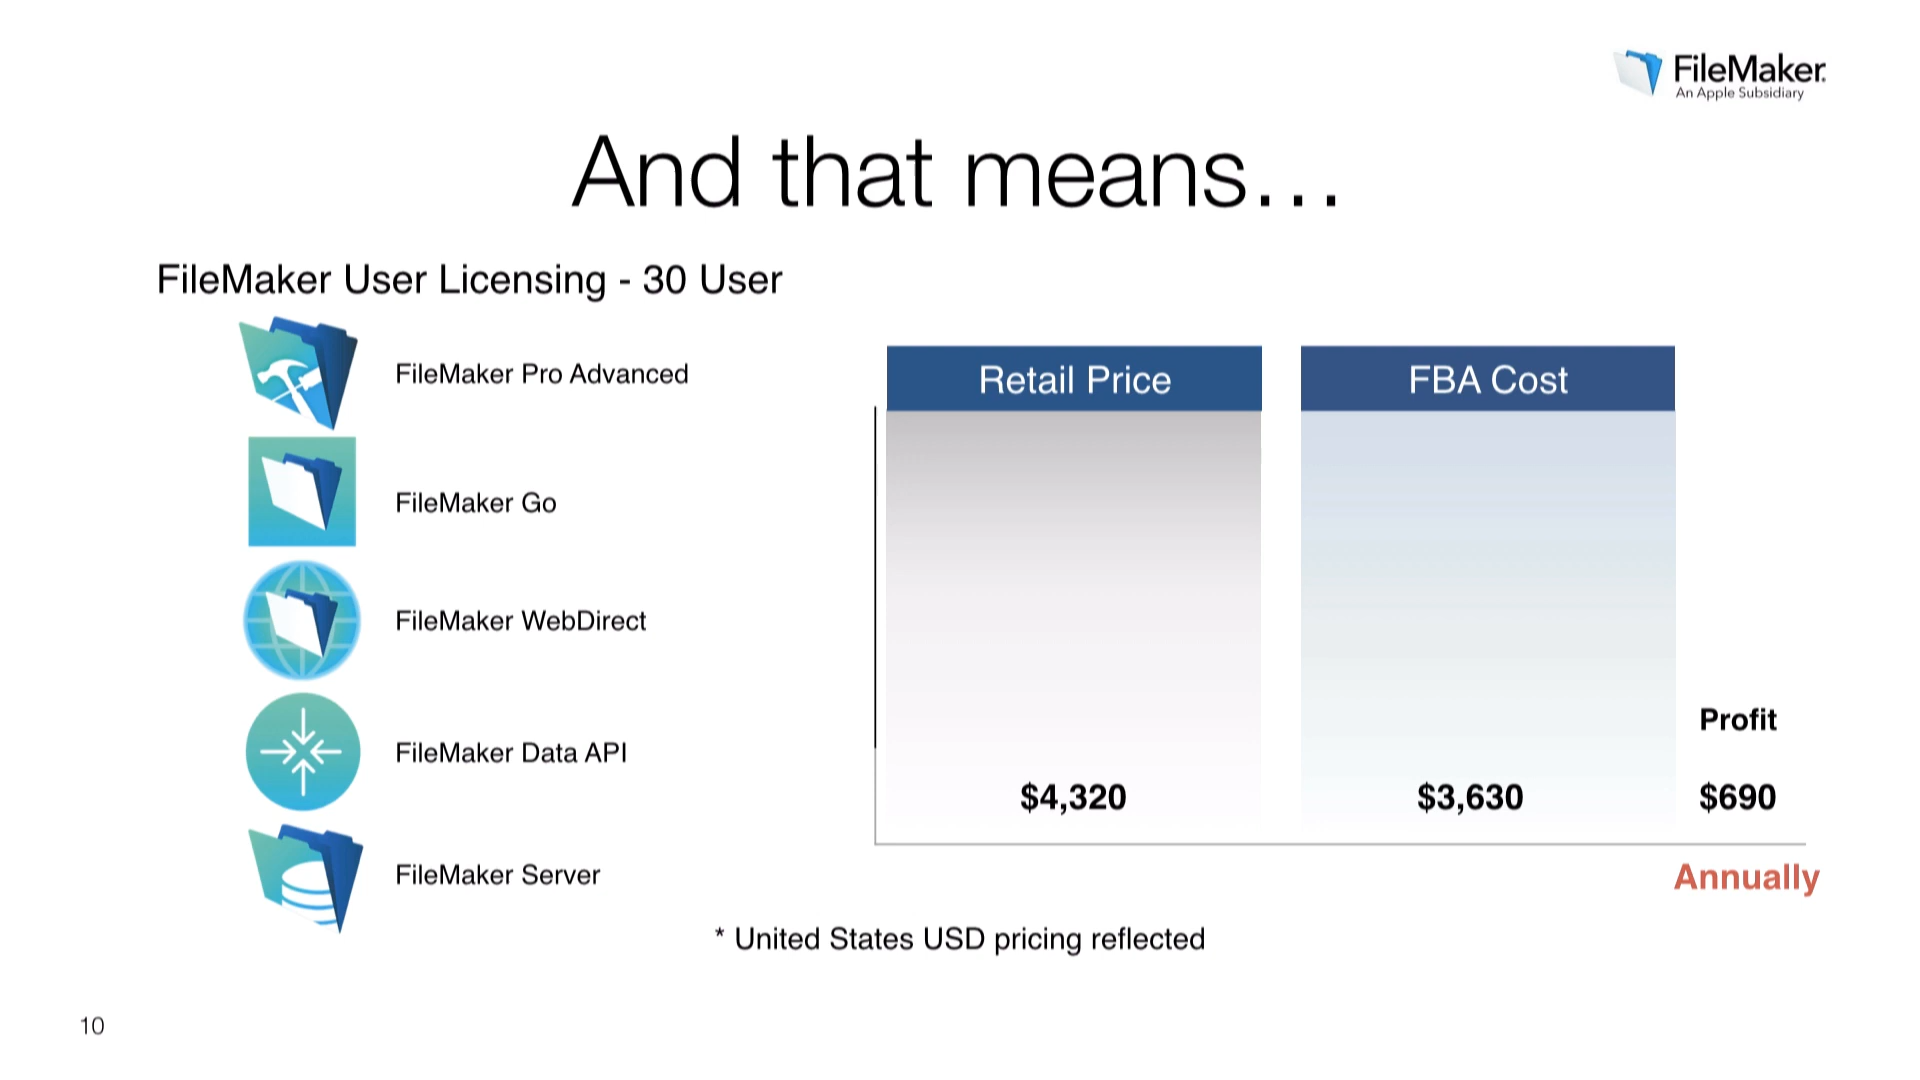 FileMaker
An Apple Subsidiary
And that means…
FileMaker User Licensing - 30 User
FileMaker Pro Advanced
FileMaker Go
FileMaker WebDirect
FileMaker Data API
FileMaker Server
Retail Price
FBA Cost
Profit
$4,320
$3,630
$690
Annually
* United States USD pricing reflected
10